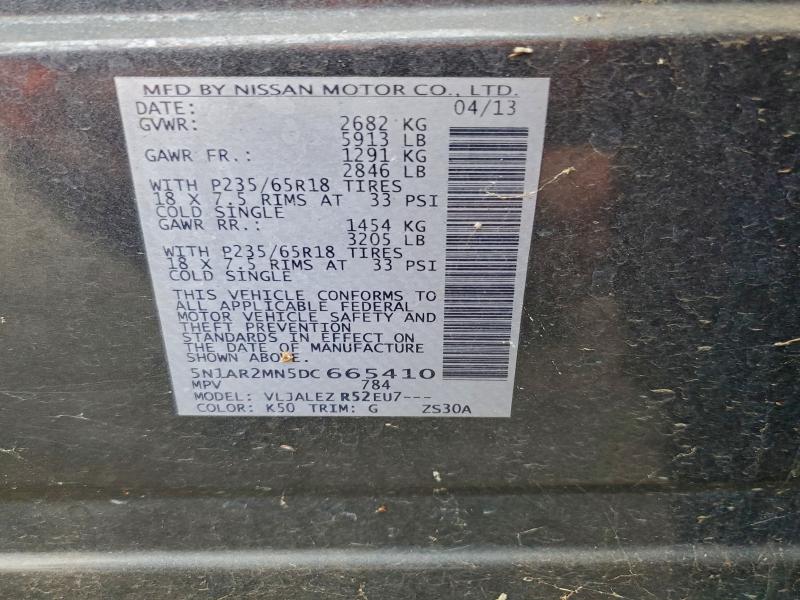 MFD BY NISSAN MOTOR CO., LTD.
DATE: 04/13
GVWR: 2682 KG
5913 LB
GAWR FR.: 1291 KG
2846 LB
WITH P235/65R18 TIRES
18 X 7.5 RIMS AT 33 PSI
COLD SINGLE
GAWR RR.: 1454 KG
3205 LB
WITH P235/65R18 TIRES
18 X 7.5 RIMS AT 33 PSI
COLD SINGLE
THIS VEHICLE CONFORMS TO
ALL APPLICABLE FEDERAL
MOTOR VEHICLE SAFETY AND
THEFT PREVENTION
STANDARDS IN EFFECT ON
THE DATE OF MANUFACTURE
SHOWN ABOVE.
5N1AR2MN5DC 665410
MPV 784
MODEL: VLJALEZ R52EU7---
COLOR: K50 TRIM: G ZS30A